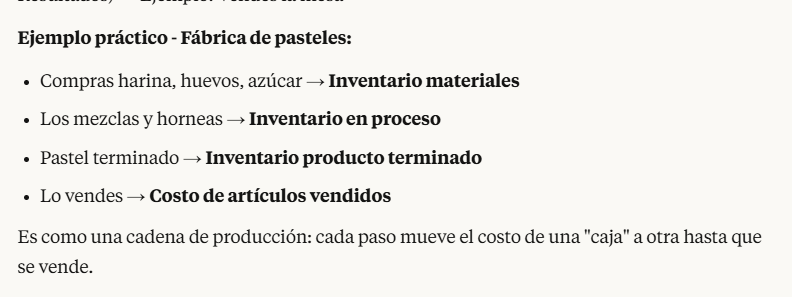 Ejemplo práctico - Fábrica de pasteles:
• Compras harina, huevos, azúcar → Inventario materiales
• Los mezclas y horneas → Inventario en proceso
• Pastel terminado → Inventario producto terminado
• Lo vendes → Costo de artículos vendidos
Es como una cadena de producción: cada paso mueve el costo de una "caja" a otra hasta que
se vende.